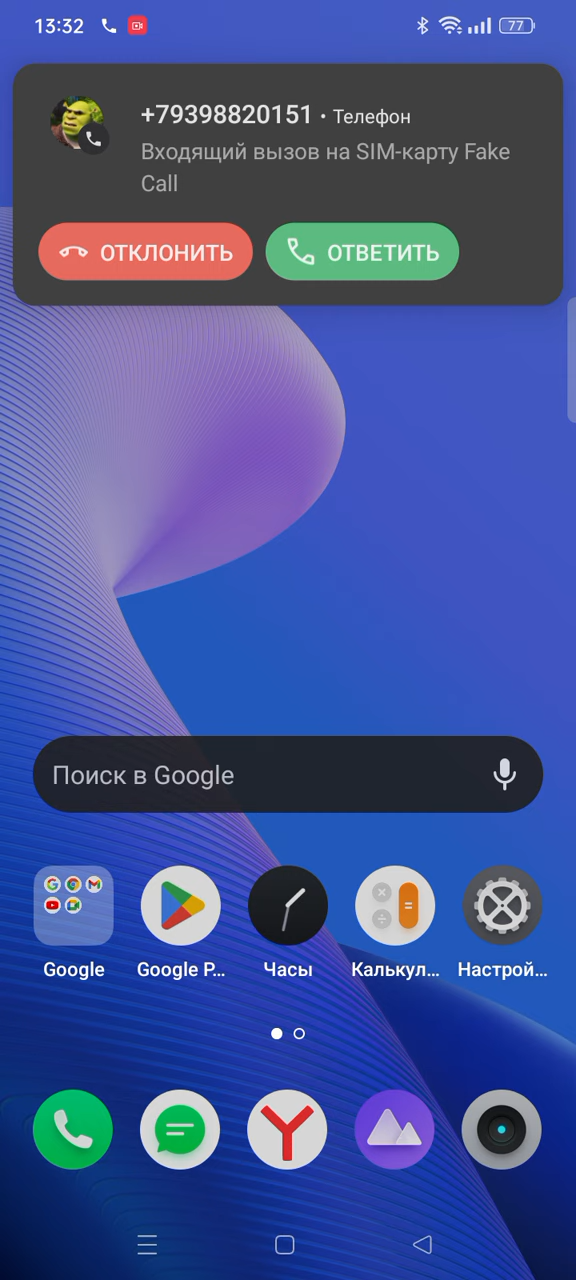 13:32
77
+79398820151 • Телефон
Входящий вызов на SIM-карту Fake
Call
ОТКЛОНИТЬ
ОТВЕТИТЬ
Поиск в Google
Google
Google P...
Часы
Калькул...
Настрой...